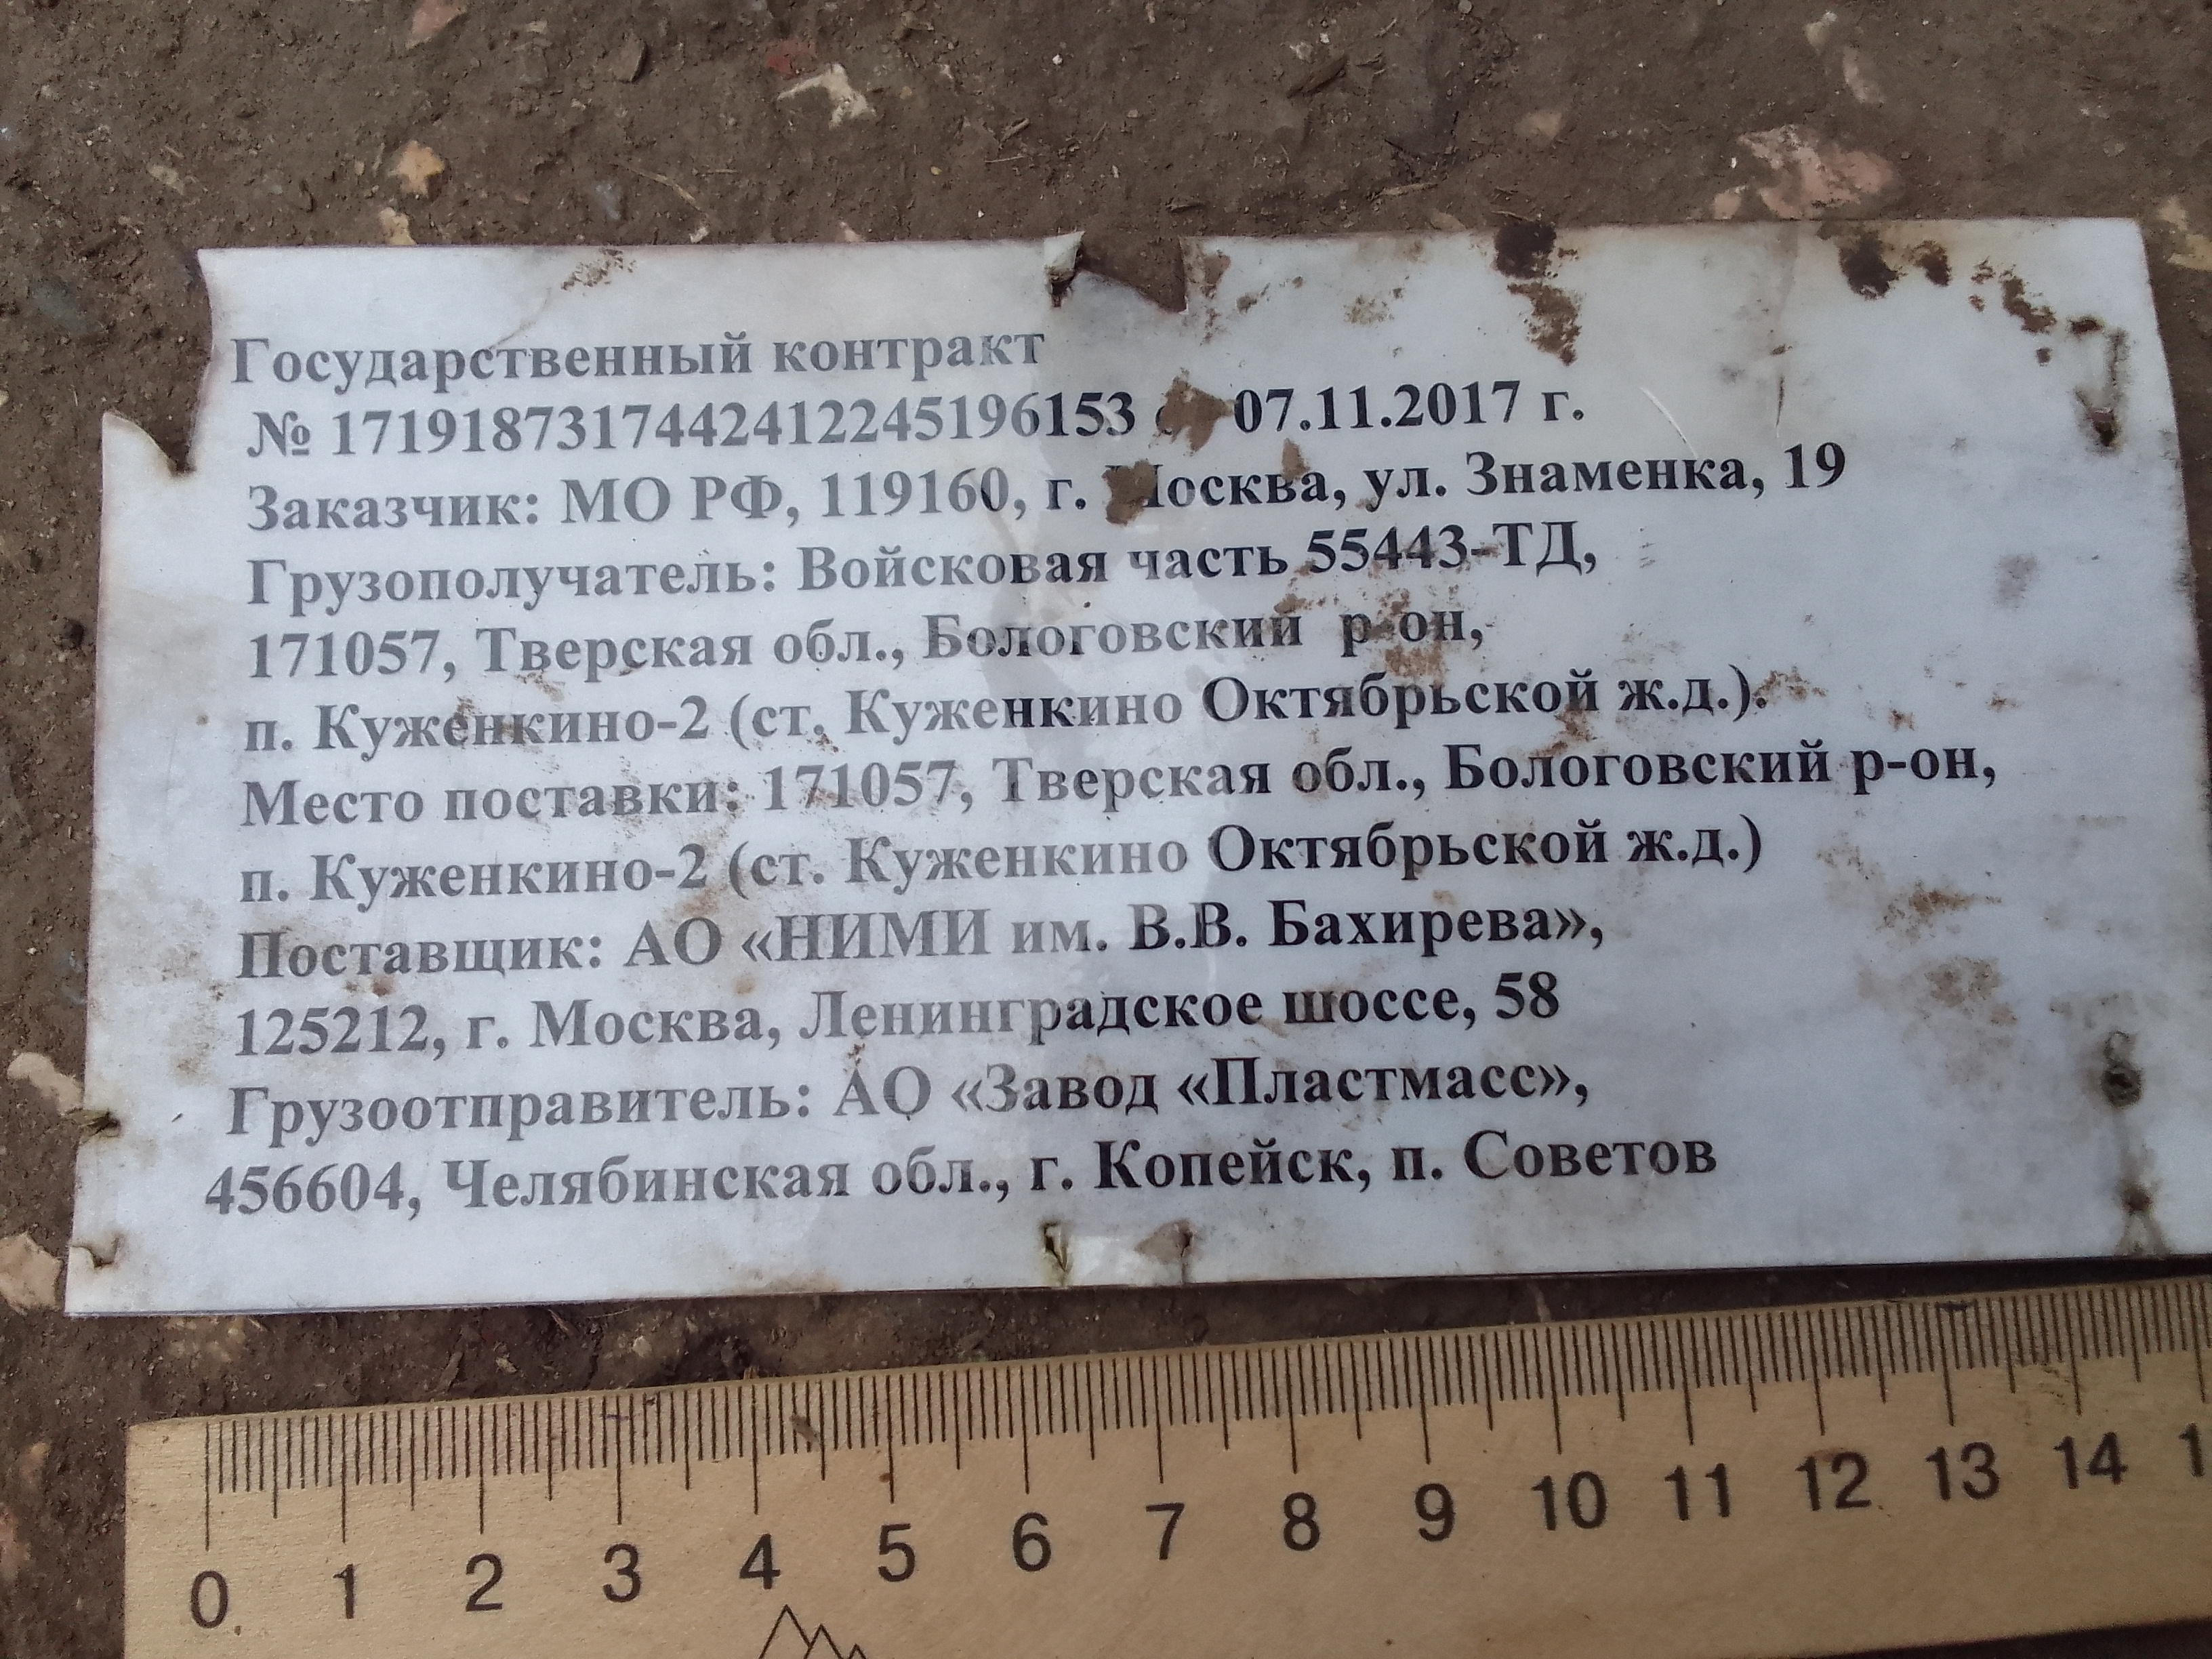 Государственный контракт
№ 1719187317442412245196153 07.11.2017 г.
Заказчик: МО РФ, 119160, г. Москва, ул. Знаменка, 19
Грузополучатель: Войсковая часть 55443-ТД,
171057, Тверская обл., Бологовский р-он,
п. Куженкино-2 (ст. Куженкино Октябрьской ж.д.).
Место поставки: 171057, Тверская обл., Бологовский р-он,
п. Куженкино-2 (ст. Куженкино Октябрьской ж.д.)
Поставщик: АО «НИМИ им. В.В. Бахирева»,
125212, г. Москва, Ленинградское шоссе, 58
Грузоотправитель: АО «Завод «Пластмасс»,
456604, Челябинская обл., г. Копейск, п. Советов
0 1 2 3 4 5 6 7 8 9 10 11 12 13 14